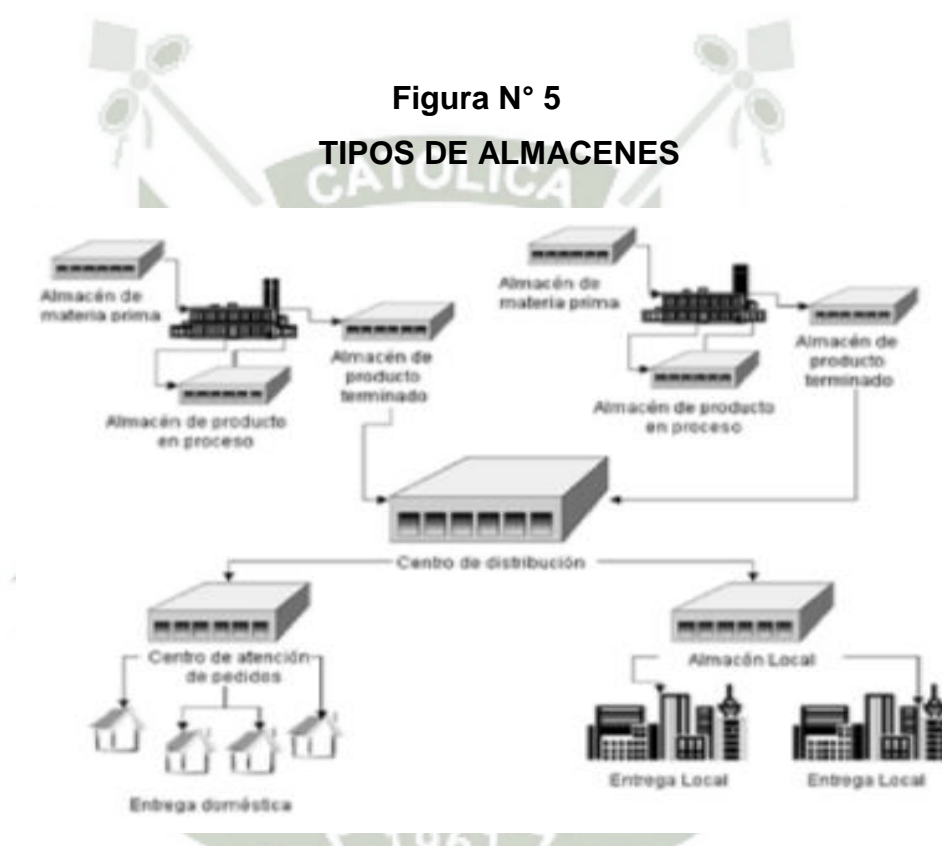 Figura N° 5
TIPOS DE ALMACENES
CATOLICA
Almacén de
materia prima
Almacén de
producto
terminado
Almacén de producto
en proceso
Almacén de
materia prima
Almacén de
producto
terminado
Almacén de producto
en proceso
Centro de distribución
Centro de atención
de pedidos
Almacén Local
Entrega doméstica
Entrega Local
Entrega Local